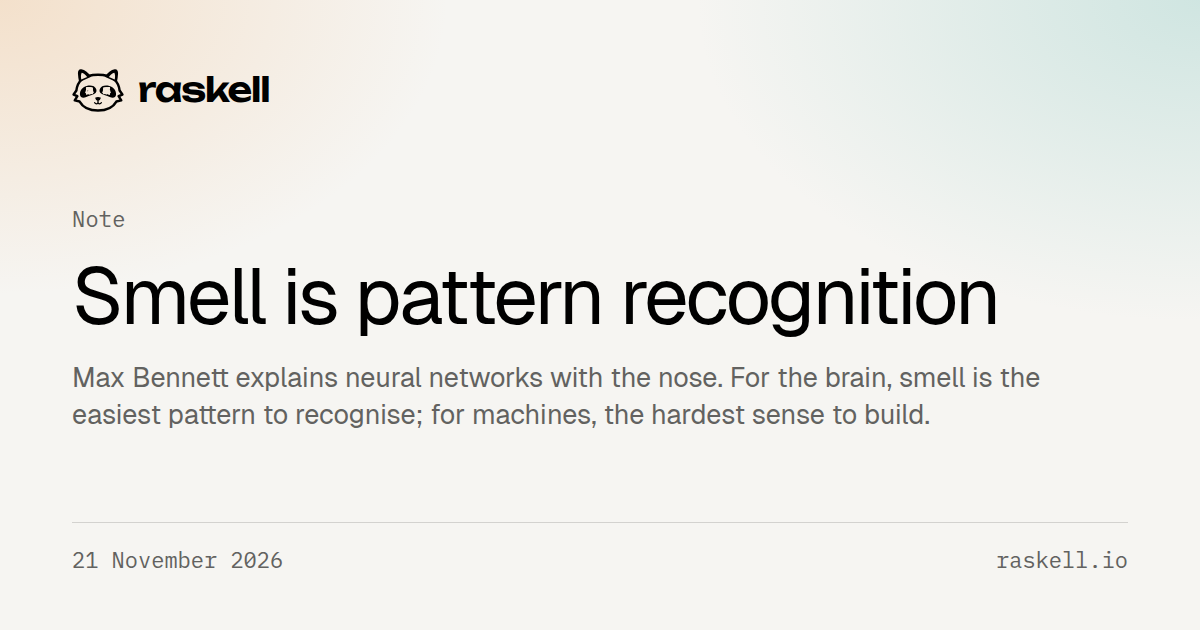 raskell
Note
Smell is pattern recognition
Max Bennett explains neural networks with the nose. For the brain, smell is the
easiest pattern to recognise; for machines, the hardest sense to build.
21 November 2026
raskell.io